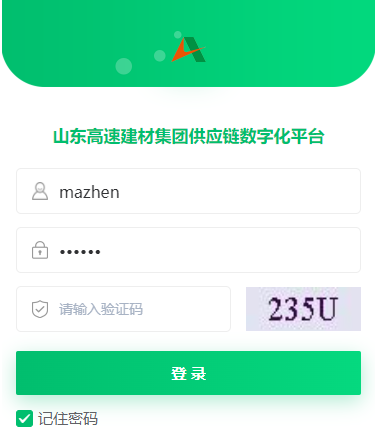 山东高速建材集团供应链数字化平台
mazhen
••••••
请输入验证码
235U
登 录
记住密码